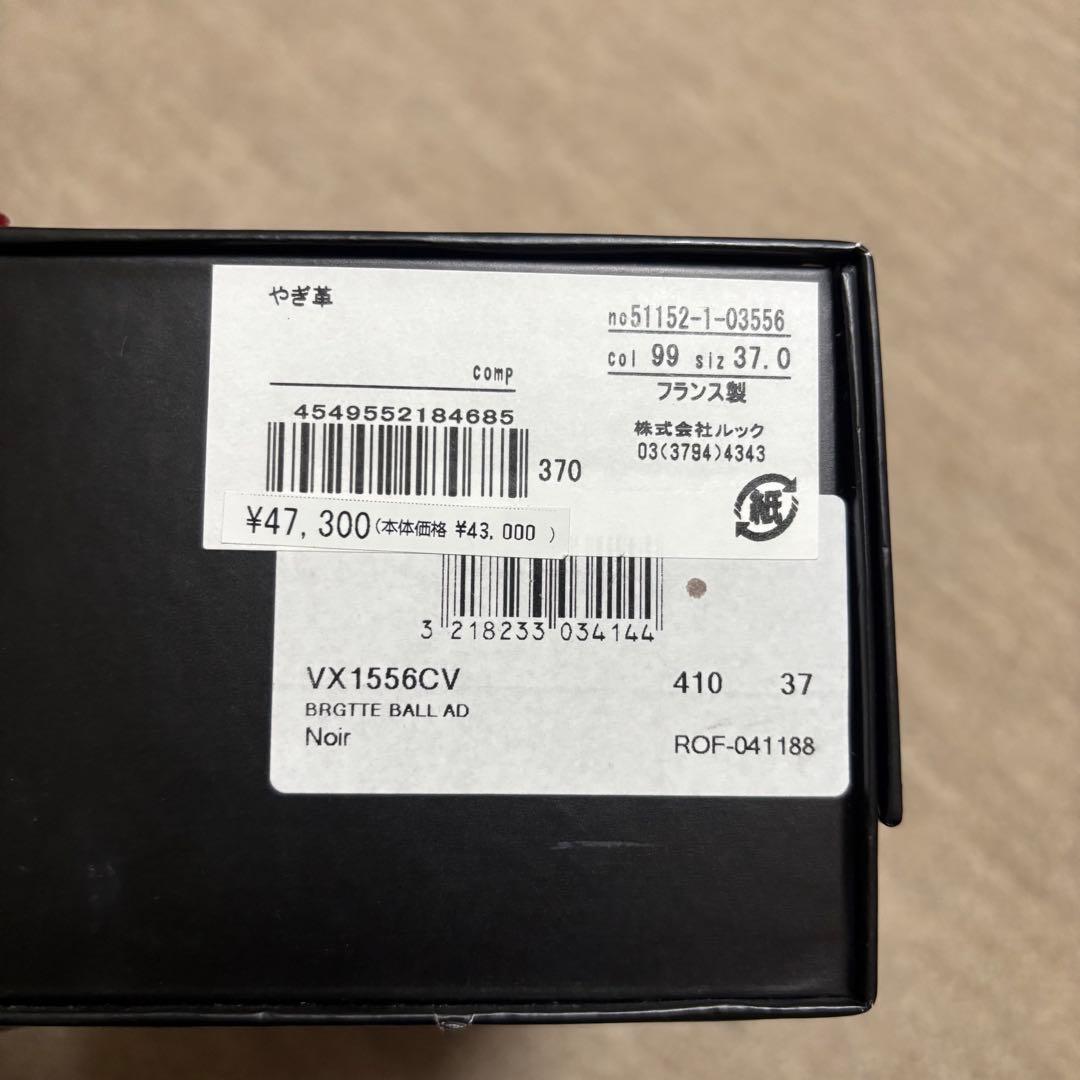 やぎ革
no51152-1-03556
col 99 siz 37.0
フランス製
comp
4549552184685
370
株式会社ルック
03(3794)4343
紙
¥47,300(本体価格 ¥43,000 )
3 218233 034144
VX1556CV 410 37
BRGTTE BALL AD
Noir ROF-041188